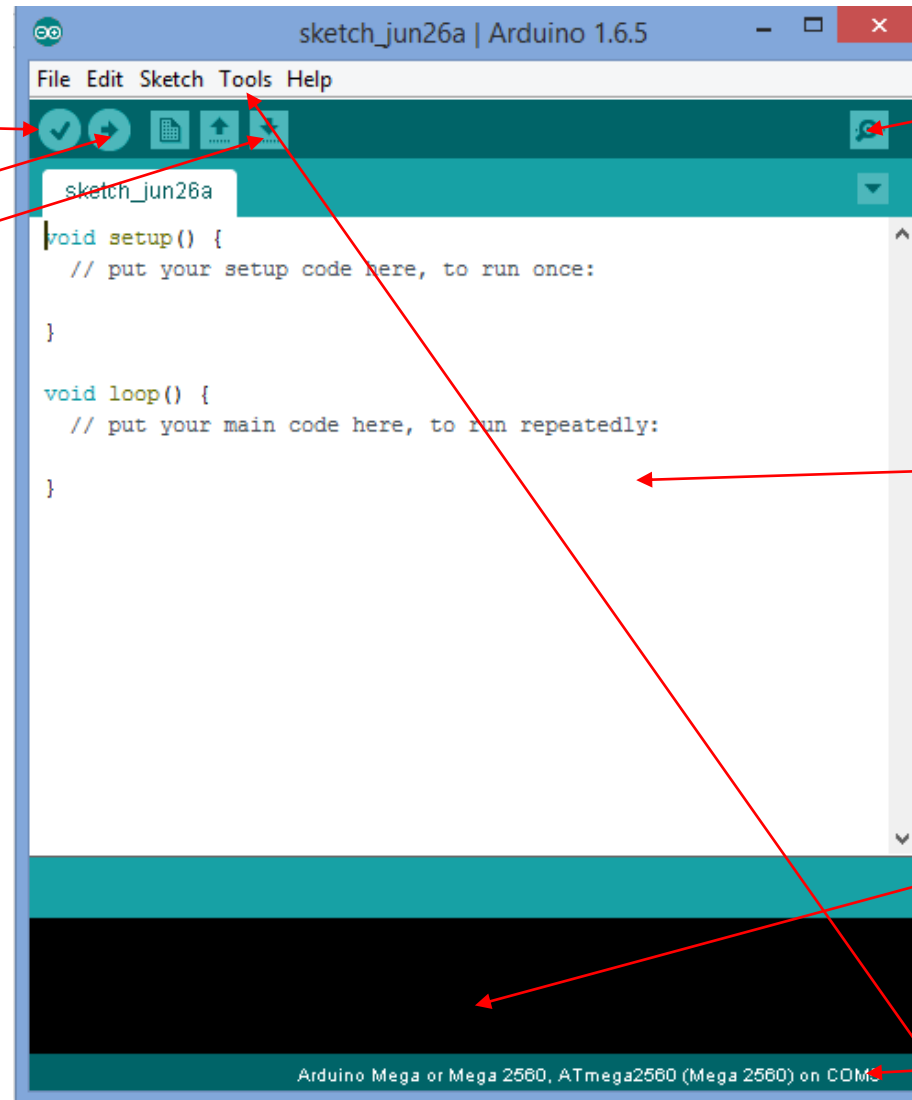 sketch_jun26a | Arduino 1.6.5
File Edit Sketch Tools Help
sketch_jun26a
void setup() {
// put your setup code here, to run once:
}
void loop() {
// put your main code here, to run repeatedly:
}
Arduino Mega or Mega 2560, ATmega2560 (Mega 2560) on